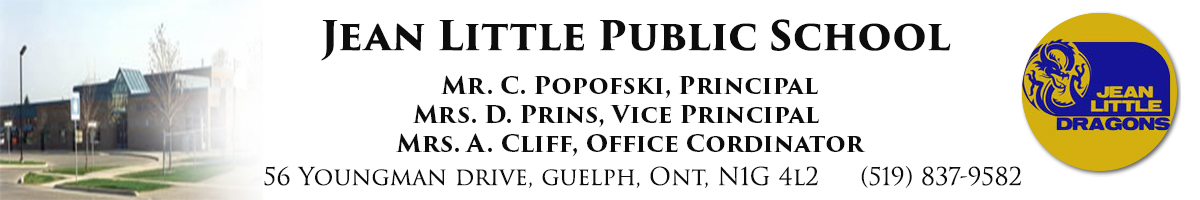 Jean Little Public School
Mr. C. Popofski, Principal
Mrs. D. Prins, Vice Principal
Mrs. A. Cliff, Office Cordinator
56 Youngman drive, guelph, Ont, N1G 4L2 (519) 837-9582
JEAN
LITTLE
DRAGONS